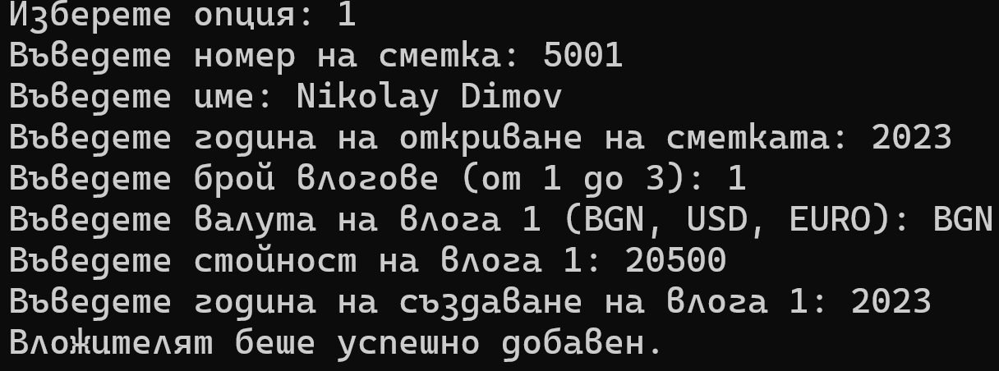 Изберете опция: 1
Въведете номер на сметка: 5001
Въведете име: Nikolay Dimov
Въведете година на откриване на сметката: 2023
Въведете брой влогове (от 1 до 3): 1
Въведете валута на влога 1 (BGN, USD, EURO): BGN
Въведете стойност на влога 1: 20500
Въведете година на създаване на влога 1: 2023
Вложителят беше успешно добавен.